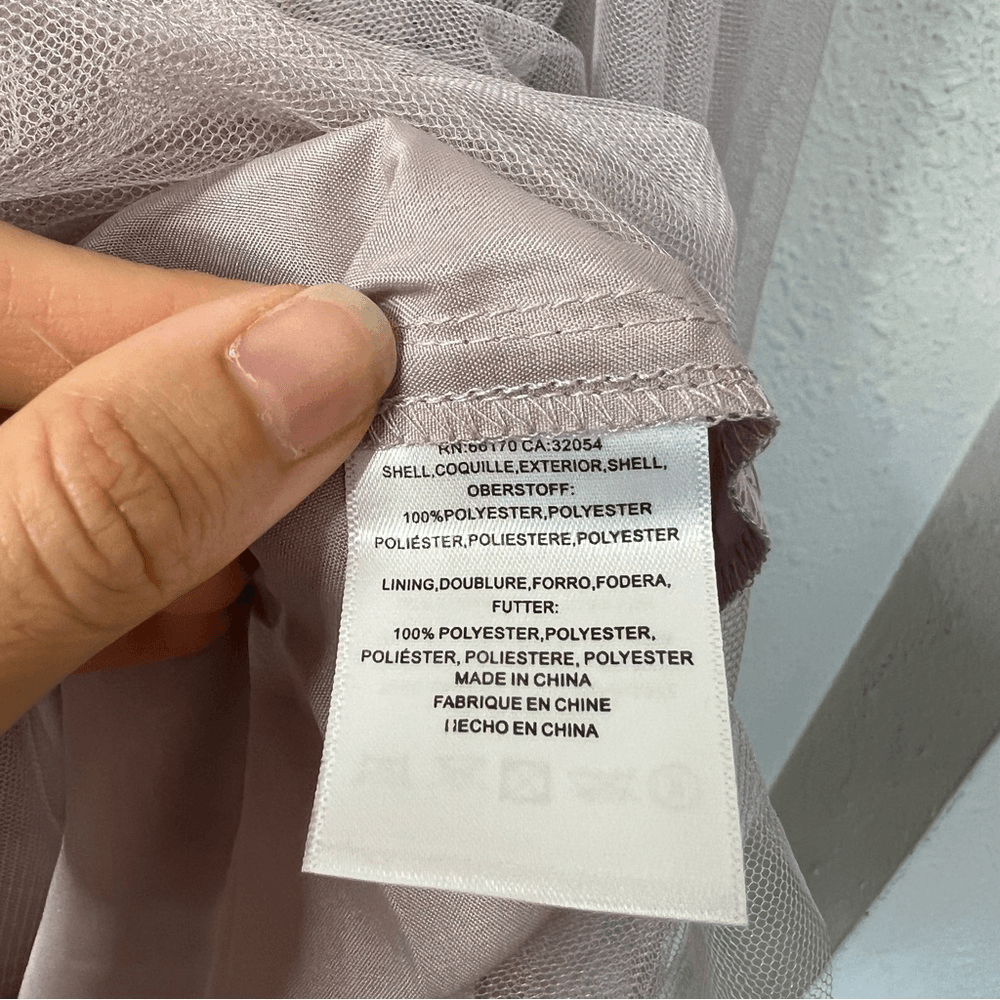 RN:66170 CA:32054
SHELL,COQUILLE,EXTERIOR,SHELL,
OBERSTOFF:
100%POLYESTER,POLYESTER
POLIÉSTER,POLIESTERE,POLYESTER
LINING,DOUBLURE,FORRO,FODERA,
FUTTER:
100% POLYESTER,POLYESTER,
POLIÉSTER, POLIESTERE, POLYESTER
MADE IN CHINA
FABRIQUE EN CHINE
HECHO EN CHINA